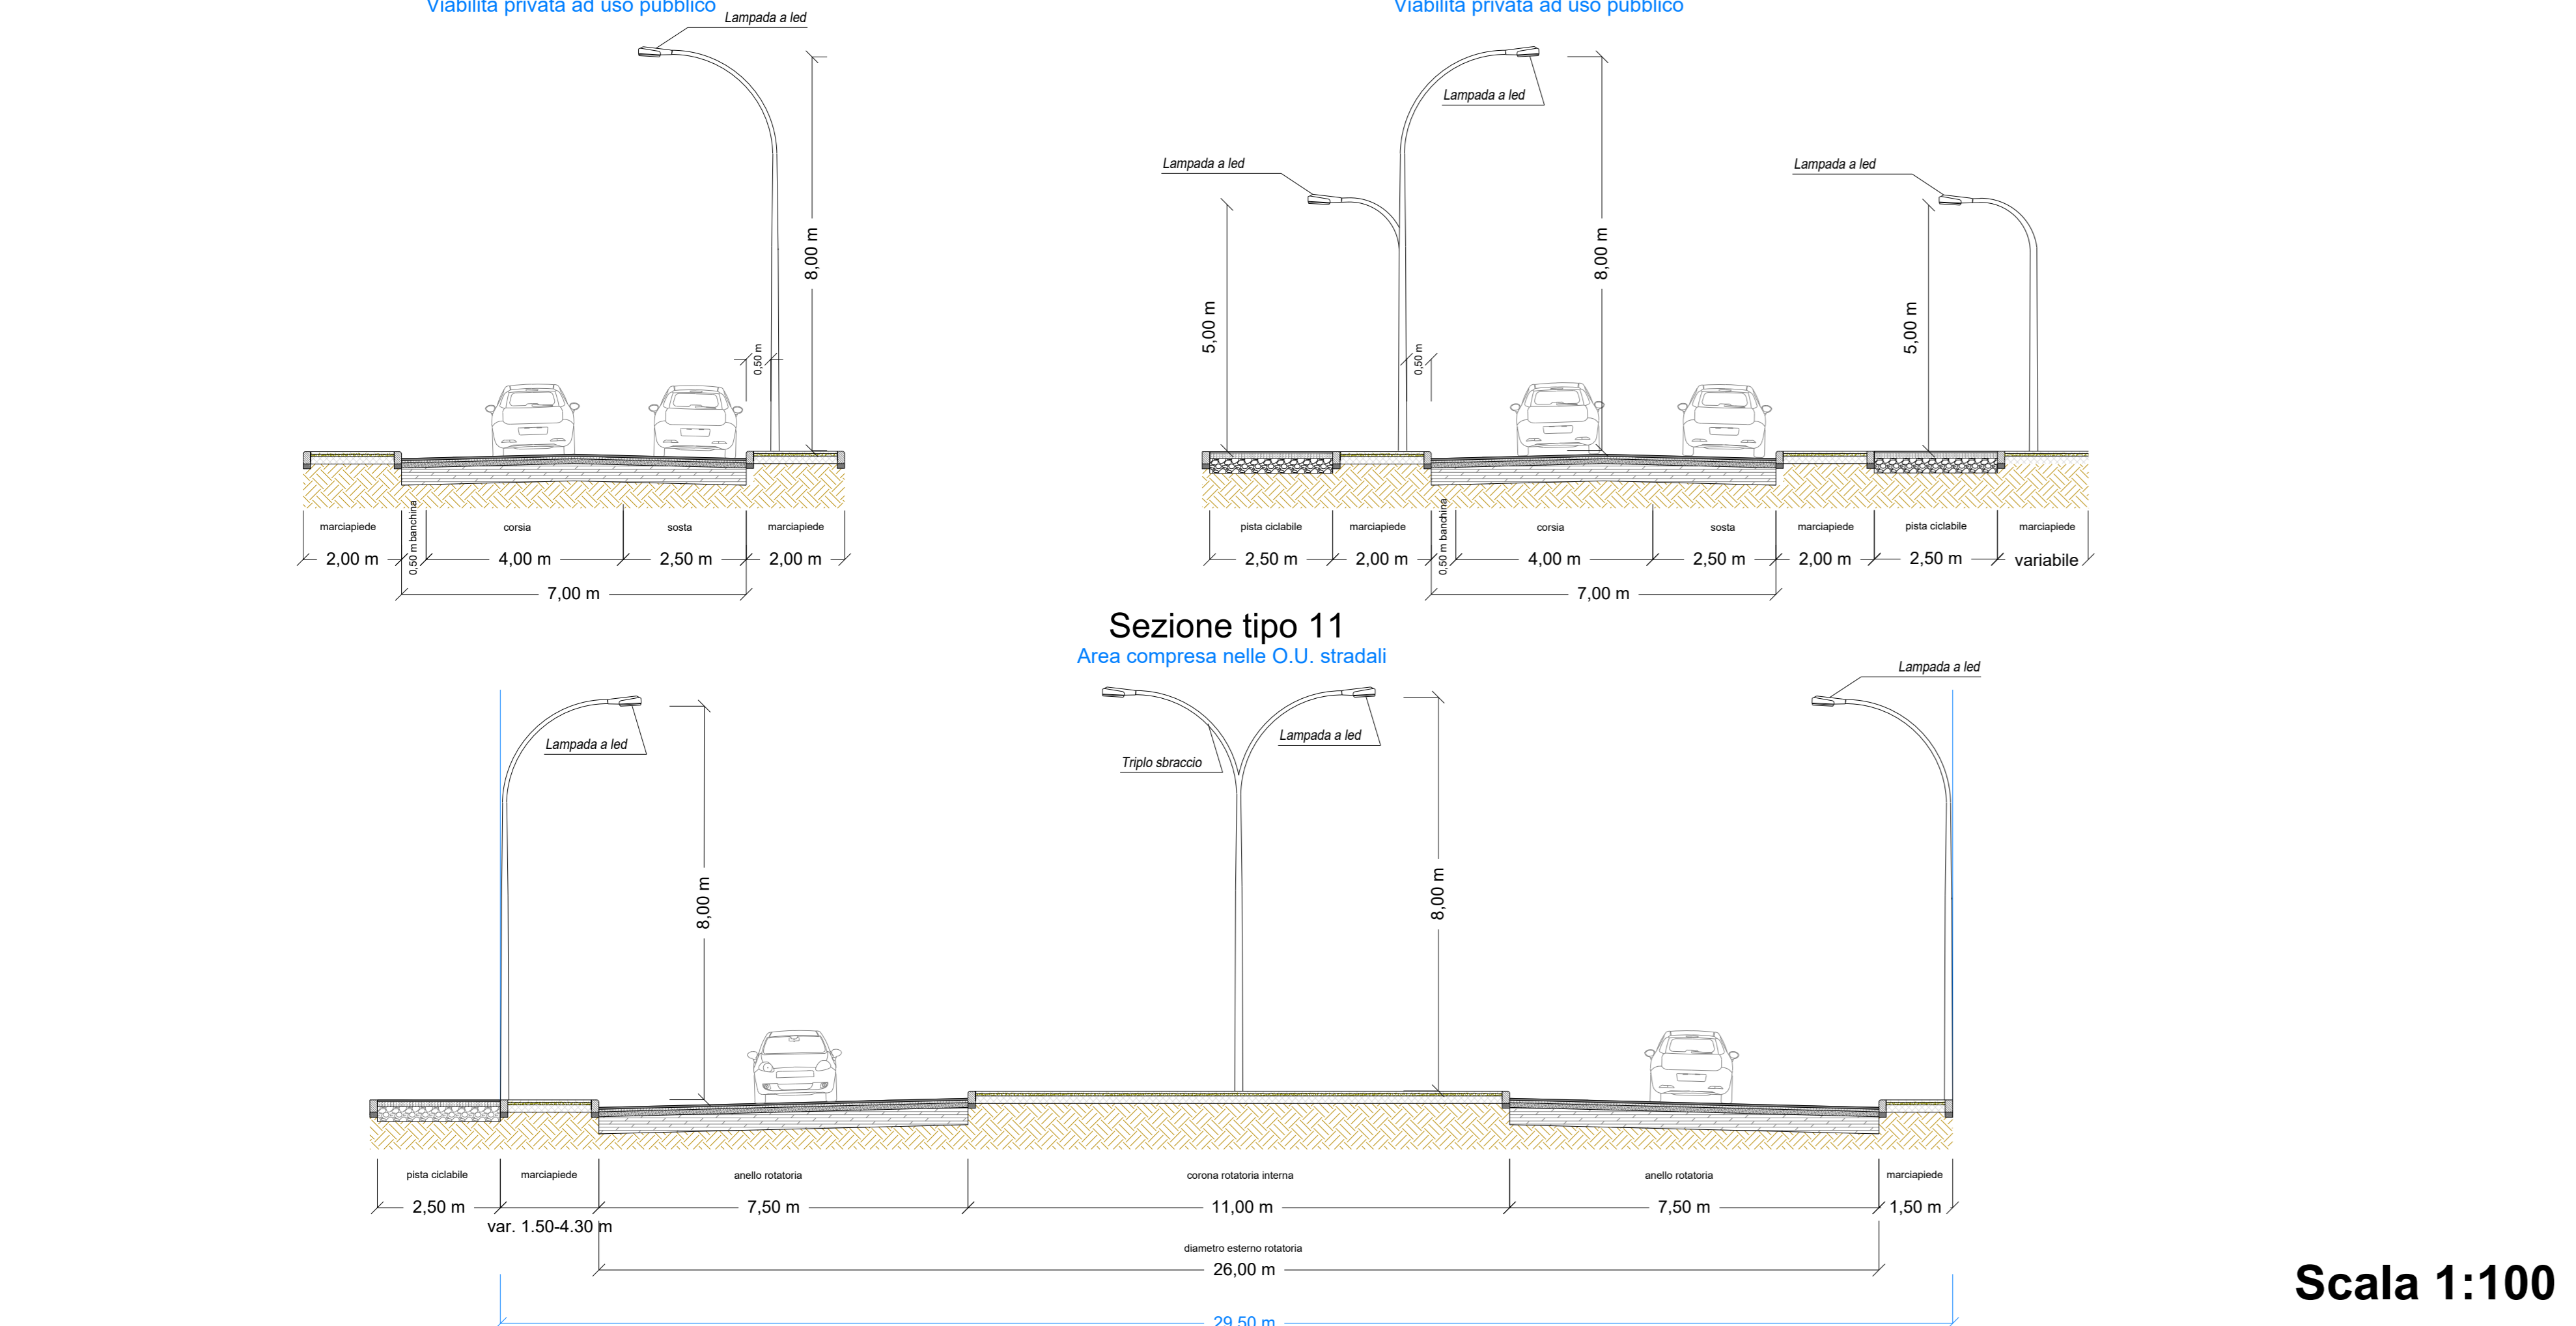 Viabilità privata ad uso pubblico
Lampada a led
8,00 m
0,50 m
marciapiede
0,50 m banchina
corsia
sosta
marciapiede
2,00 m
4,00 m
2,50 m
2,00 m
7,00 m
Viabilità privata ad uso pubblico
Lampada a led
Lampada a led
Lampada a led
8,00 m
5,00 m
5,00 m
0,50 m
pista ciclabile
marciapiede
0,50 m banchina
corsia
sosta
marciapiede
pista ciclabile
marciapiede
2,50 m
2,00 m
4,00 m
2,50 m
2,00 m
2,50 m
variabile
7,00 m
Sezione tipo 11
Area compresa nelle O.U. stradali
Lampada a led
Lampada a led
Lampada a led
Triplo sbraccio
8,00 m
8,00 m
pista ciclabile
marciapiede
anello rotatoria
corona rotatoria interna
anello rotatoria
marciapiede
2,50 m
var. 1.50-4.30 m
7,50 m
11,00 m
7,50 m
1,50 m
diametro esterno rotatoria
26,00 m
29,50 m
Scala 1:100